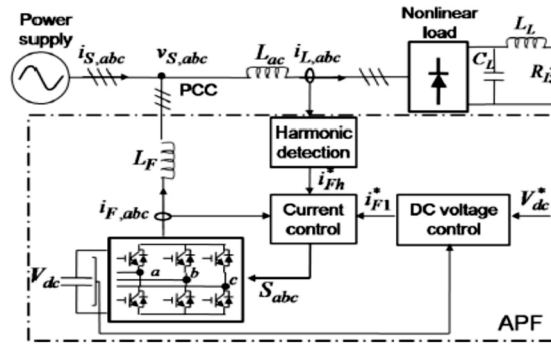 Power supply
i_S,abc
v_S,abc
PCC
L_ac
i_L,abc
Nonlinear load
L_L
C_L
R_L
Harmonic detection
L_F
i*_Fh
i_F,abc
Current control
i*_F1
DC voltage control
V*_dc
V_dc
a
b
c
S_abc
APF